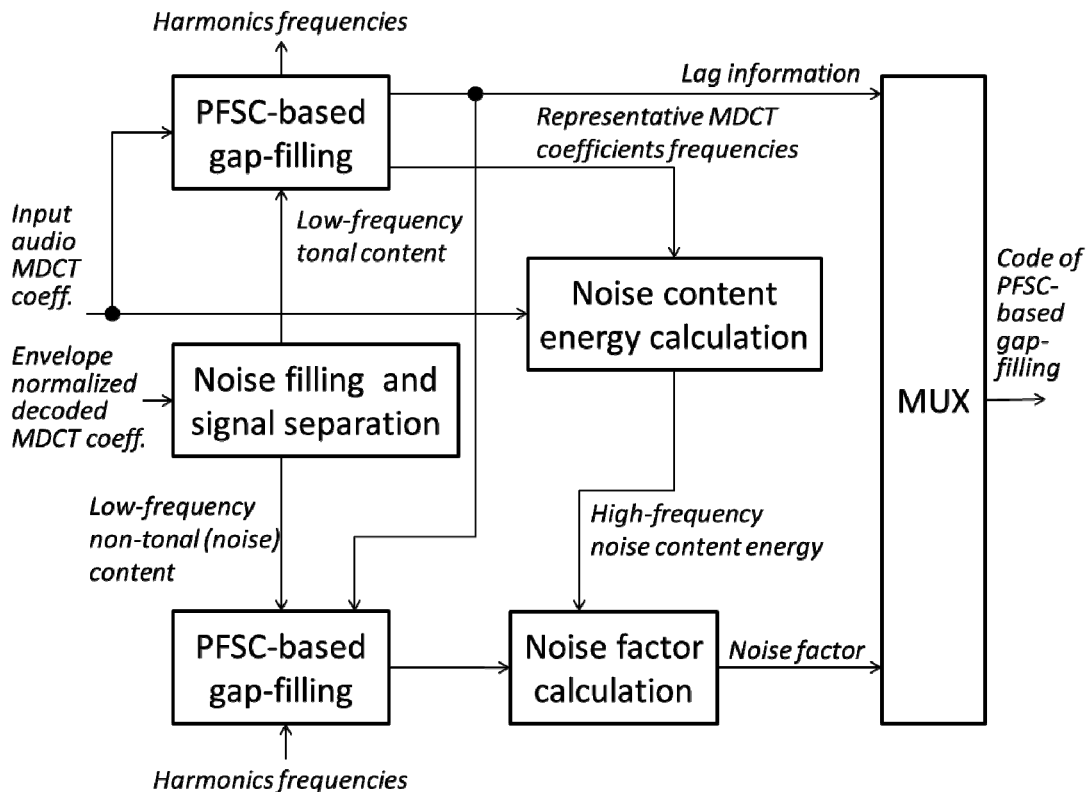 Harmonics frequencies
Lag information
PFSC-based
gap-filling
Representative MDCT
coefficients frequencies
Input
audio
MDCT
coeff.
Low-frequency
tonal content
Noise content
energy calculation
Code of
PFSC-
based
gap-
filling
Envelope
normalized
decoded
MDCT coeff.
Noise filling and
signal separation
MUX
Low-frequency
non-tonal (noise)
content
High-frequency
noise content energy
PFSC-based
gap-filling
Noise factor
calculation
Noise factor
Harmonics frequencies